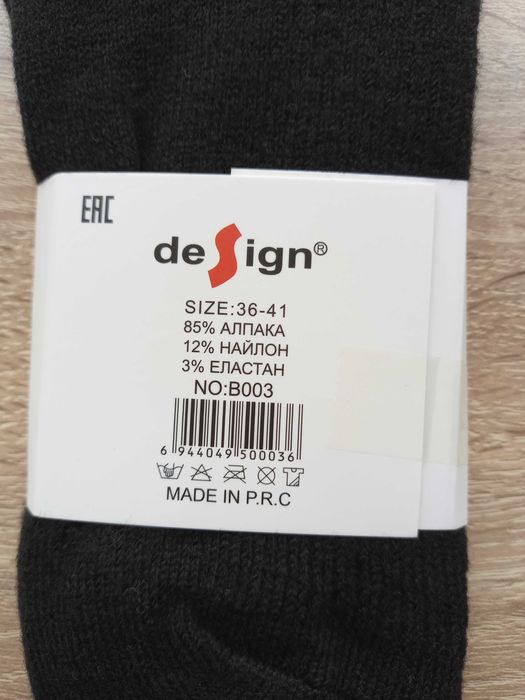 EAC
deSign®
SIZE:36-41
85% АЛПАКА
12% НАЙЛОН
3% ЕЛАСТАН
NO:B003
6 944049 500036
MADE IN P.R.C